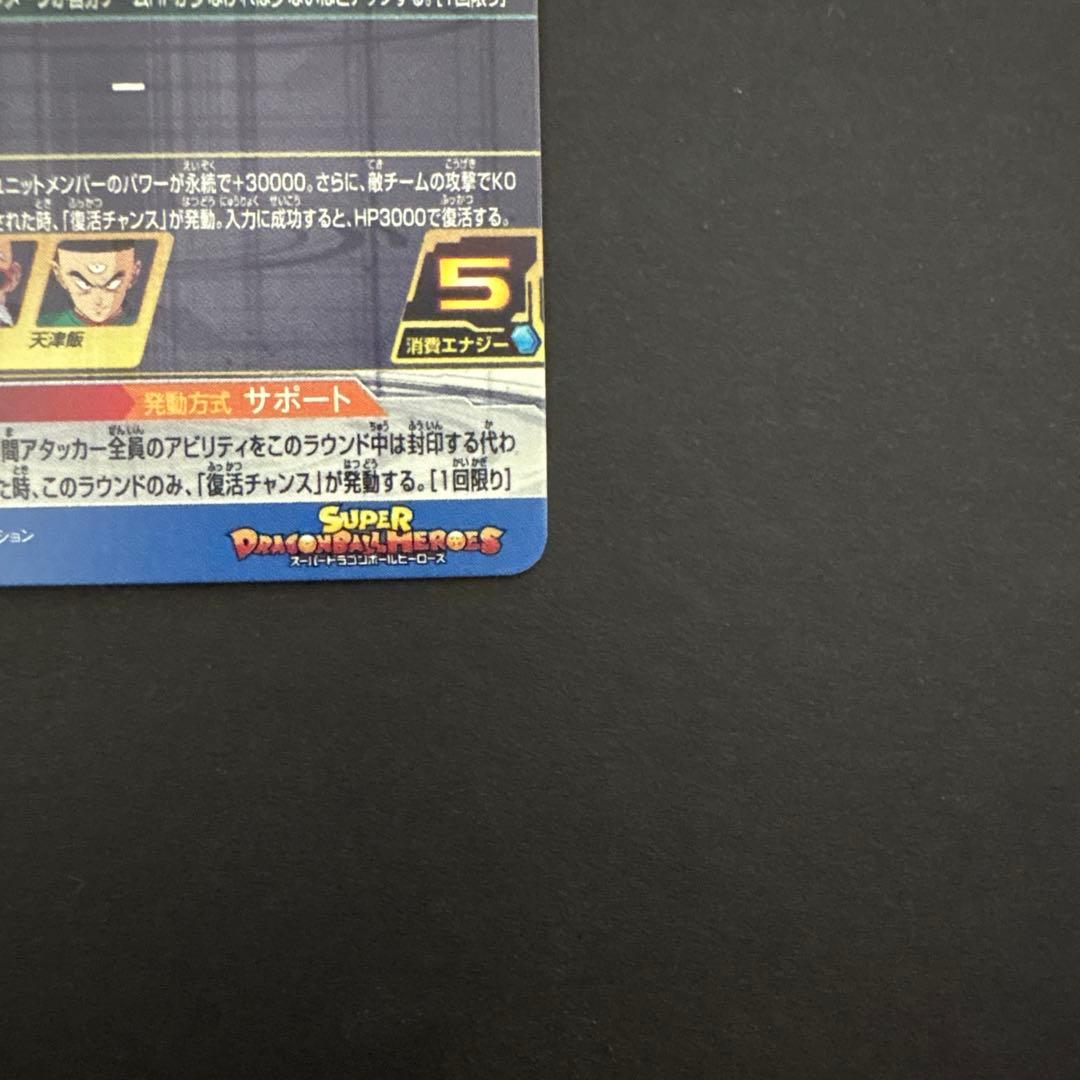 ユニットメンバーのパワーが永続で+30000。さらに、敵チームの攻撃でKO
された時、「復活チャンス」が発動。入力に成功すると、HP3000で復活する。
5
天津飯
消費エナジー
発動方式 サポート
間アタッカー全員のアビリティをこのラウンド中は封印する代わ
た時、このラウンドのみ、「復活チャンス」が発動する。[1回限り]
ション
SUPER
DRAGONBALL HEROES
スーパードラゴンボールヒーローズ